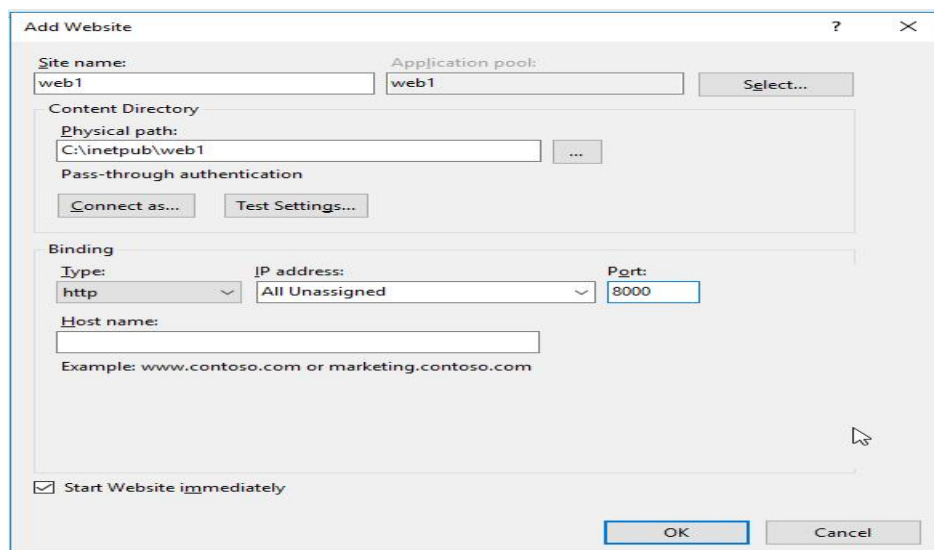 Add Website ? ×
Site name: Application pool:
web1 web1 Select...
Content Directory
Physical path:
C:\inetpub\web1 ...
Pass-through authentication
Connect as... Test Settings...
Binding
Type: IP address: Port:
http All Unassigned 8000
Host name:
Example: www.contoso.com or marketing.contoso.com
Start Website immediately
OK Cancel